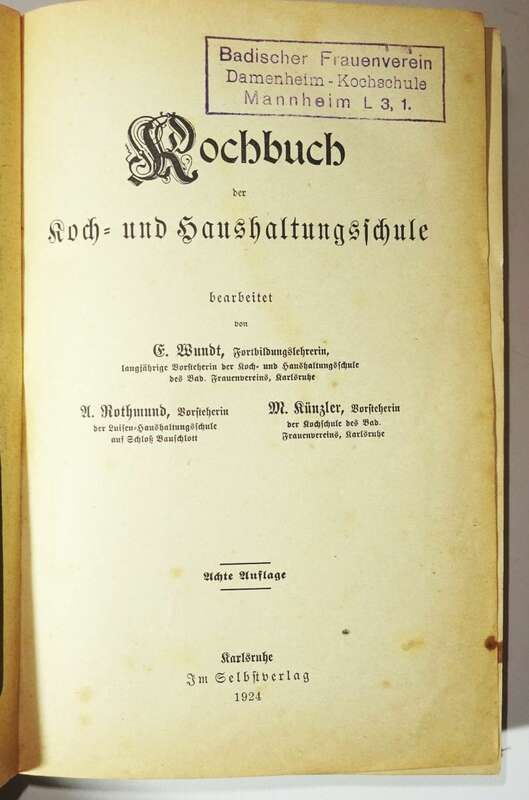 Badischer Frauenverein
Damenheim - Kochschule
Mannheim L 3, 1.
Kochbuch
der
Koch- und Haushaltungsſchule
bearbeitet
von
E. Wundt, Fortbildungslehrerin,
langjährige Vorſteherin der Koch- und Haushaltungsſchule
des Bad. Frauenvereins, Karlsruhe
A. Rothmund, Vorſteherin
der Luiſen-Haushaltungsſchule
auf Schloß Bauſchlott
M. Künzler, Vorſteherin
der Kochſchule des Bad.
Frauenvereins, Karlsruhe
Achte Auflage
Karlsruhe
Im Selbſtverlag
1924